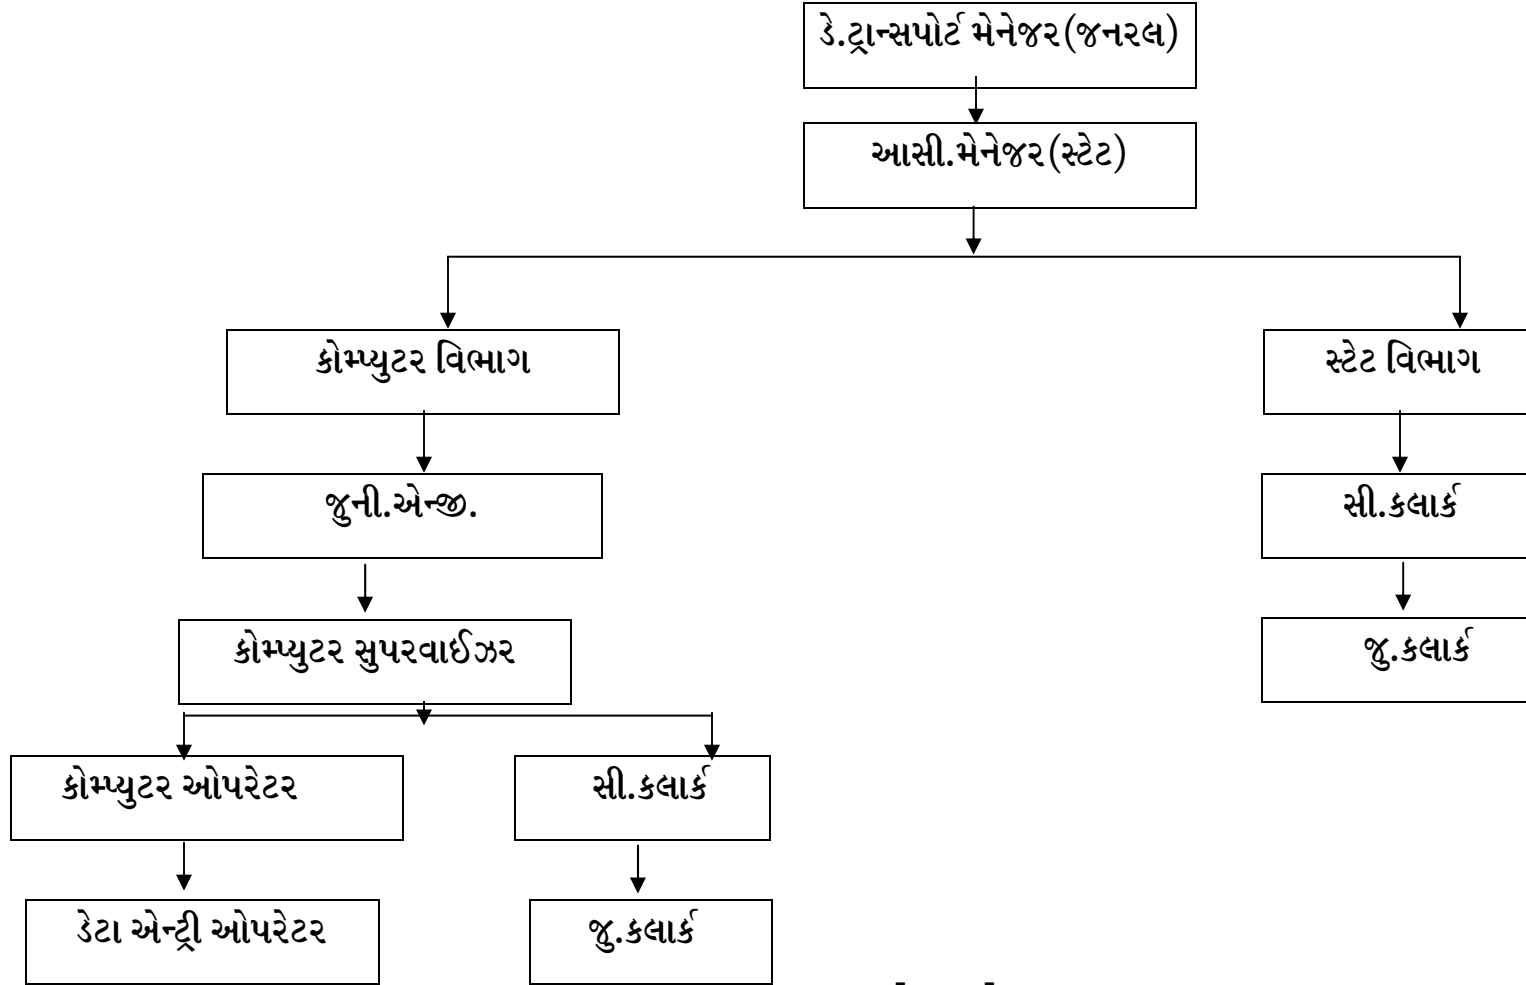 ડે.ટ્રાન્સપોર્ટ મેનેજર(જનરલ)
આસી.મેનેજર(સ્ટેટ)
કોમ્પ્યુટર વિભાગ
સ્ટેટ વિભાગ
જુની.એન્જી.
સી.કલાર્ક
કોમ્પ્યુટર સુપરવાઈઝર
જુ.કલાર્ક
કોમ્પ્યુટર ઓપરેટર
સી.કલાર્ક
ડેટા એન્ટ્રી ઓપરેટર
જુ.કલાર્ક